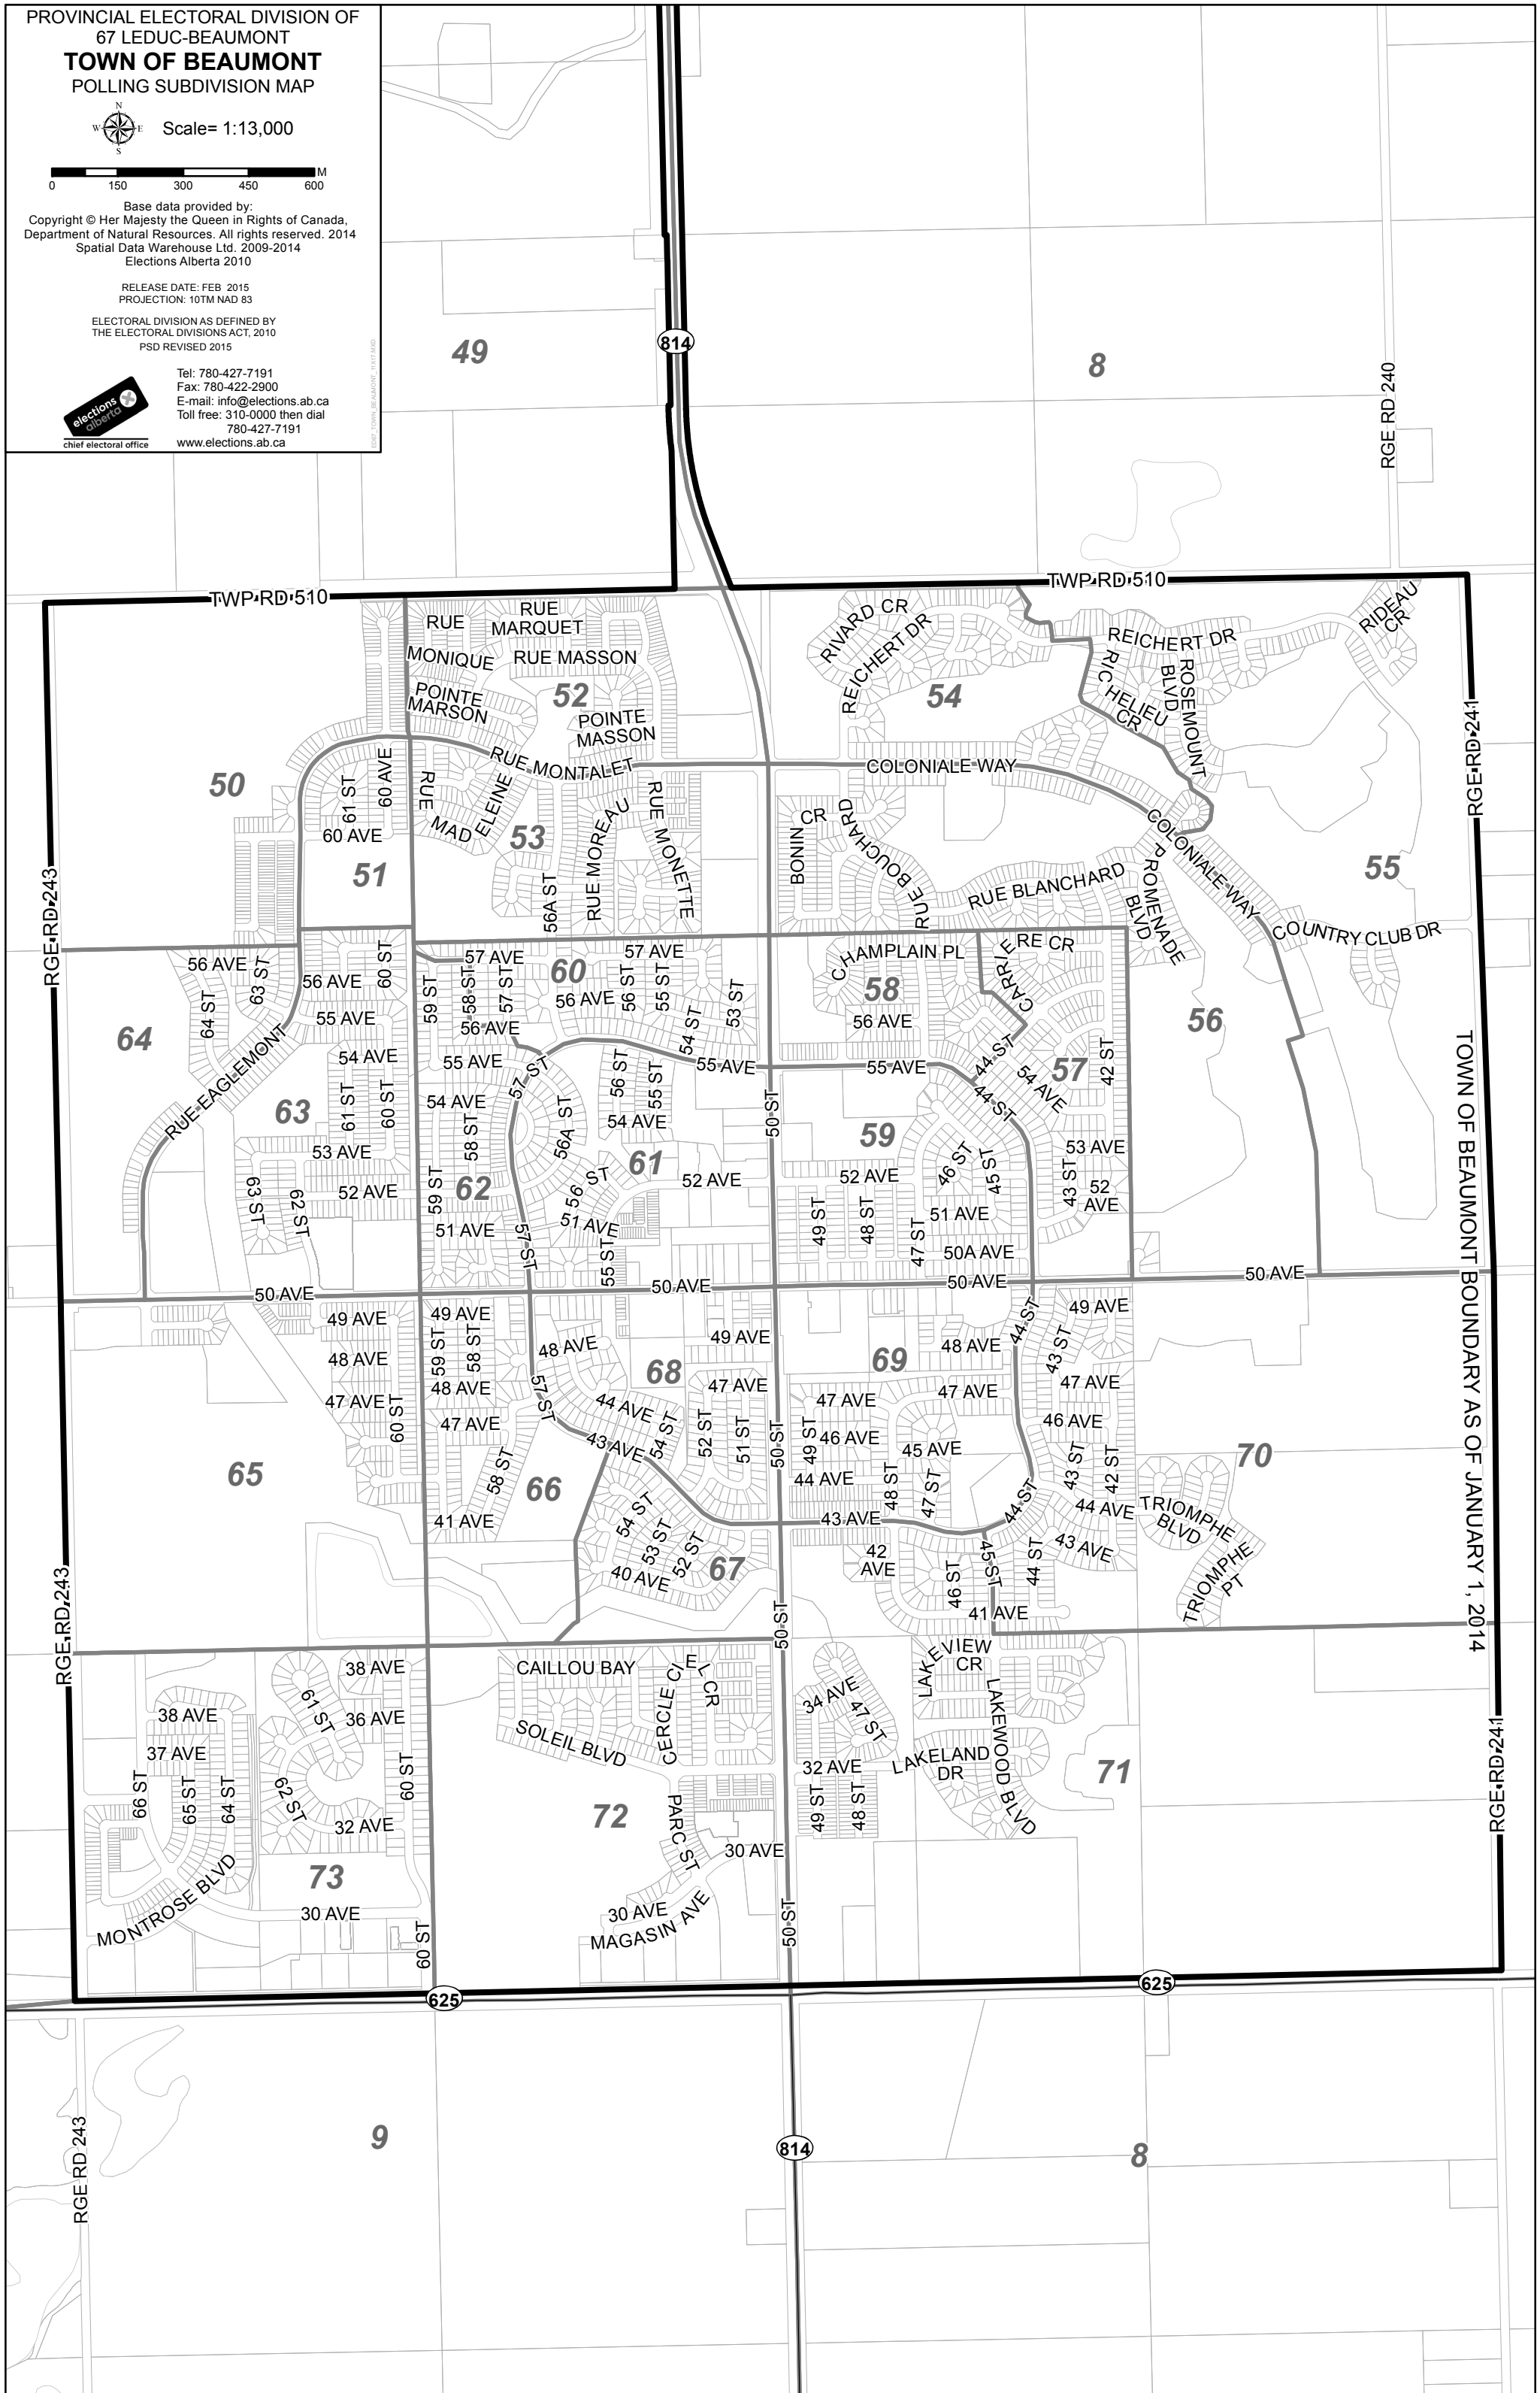 PROVINCIAL ELECTORAL DIVISION OF
67 LEDUC-BEAUMONT
TOWN OF BEAUMONT
POLLING SUBDIVISION MAP
N
W E
S
Scale= 1:13,000
M
0 150 300 450 600
Base data provided by:
Copyright © Her Majesty the Queen in Rights of Canada,
Department of Natural Resources. All rights reserved. 2014
Spatial Data Warehouse Ltd. 2009-2014
Elections Alberta 2010
RELEASE DATE: FEB 2015
PROJECTION: 10TM NAD 83
ELECTORAL DIVISION AS DEFINED BY
THE ELECTORAL DIVISIONS ACT, 2010
PSD REVISED 2015
elections
alberta
chief electoral office
Tel: 780-427-7191
Fax: 780-422-2900
E-mail: info@elections.ab.ca
Toll free: 310-0000 then dial
780-427-7191
www.elections.ab.ca
49
814
8
RGE RD 240
TWP RD 510
TWP RD 510
RUE
MONIQUE
RUE
MARQUET
RUE MASSON
52
POINTE
MARSON
POINTE
MASSON
RUE MONTALET
RIVARD CR
REICHERT DR
54
REICHERT DR
RIDEAU
CR
RICHELIEU
CR
ROSEMOUNT
BLVD
RGE RD 241
50
61 ST
60 AVE
60 AVE
51
RUE
MADELEINE
53
56A ST
RUE MOREAU
RUE MONETTE
COLONIALE WAY
BONIN
CR
RUE BOUCHARD
RUE BLANCHARD
COLONIALE WAY
PROMENADE
BLVD
55
COUNTRY CLUB DR
RGE RD 243
56 AVE
63 ST
64 ST
64
RUE EAGLEMONT
56 AVE
60 ST
55 AVE
54 AVE
61 ST
60 ST
63
53 AVE
52 AVE
63 ST
62 ST
57 AVE
59 ST
58 ST
57 ST
60
57 AVE
56 AVE
56 ST
55 ST
54 ST
53 ST
56 AVE
55 AVE
57 ST
55 AVE
54 AVE
58 ST
56A ST
56 ST
55 ST
54 AVE
61
59 ST
62
56 ST
52 AVE
51 AVE
51 AVE
57 ST
55 ST
50 ST
CHAMPLAIN PL
58
56 AVE
CARRIERE CR
55 AVE
44 ST
57
42 ST
54 AVE
44 ST
59
53 AVE
43 ST
52
AVE
52 AVE
46 ST
45 ST
49 ST
48 ST
47 ST
51 AVE
50A AVE
56
TOWN OF BEAUMONT BOUNDARY AS OF JANUARY 1, 2014
50 AVE
50 AVE
50 AVE
50 AVE
49 AVE
48 AVE
47 AVE
60 ST
65
49 AVE
59 ST
58 ST
48 AVE
47 AVE
58 ST
41 AVE
66
48 AVE
57 ST
44 AVE
43 AVE
54 ST
68
49 AVE
47 AVE
52 ST
51 ST
50 ST
54 ST
53 ST
52 ST
40 AVE
67
69
48 AVE
44 ST
49 AVE
43 ST
47 AVE
47 AVE
47 AVE
49 ST
46 AVE
45 AVE
46 AVE
44 AVE
48 ST
47 ST
43 ST
42 ST
44 ST
44 AVE
43 AVE
43 AVE
42
AVE
46 ST
45 ST
44 ST
41 AVE
70
TRIOMPHE
BLVD
TRIOMPHE
PT
RGE RD 243
50 ST
38 AVE
61 ST
36 AVE
38 AVE
37 AVE
66 ST
65 ST
64 ST
62 ST
60 ST
32 AVE
73
MONTROSE BLVD
30 AVE
60 ST
CAILLOU BAY
CERCLE CIEL CR
SOLEIL BLVD
72
PARC ST
30 AVE
30 AVE
MAGASIN AVE
50 ST
LAKEVIEW
CR
34 AVE
47 ST
32 AVE
LAKELAND
DR
LAKEWOOD BLVD
49 ST
48 ST
71
RGE RD 241
625
625
RGE RD 243
9
814
8